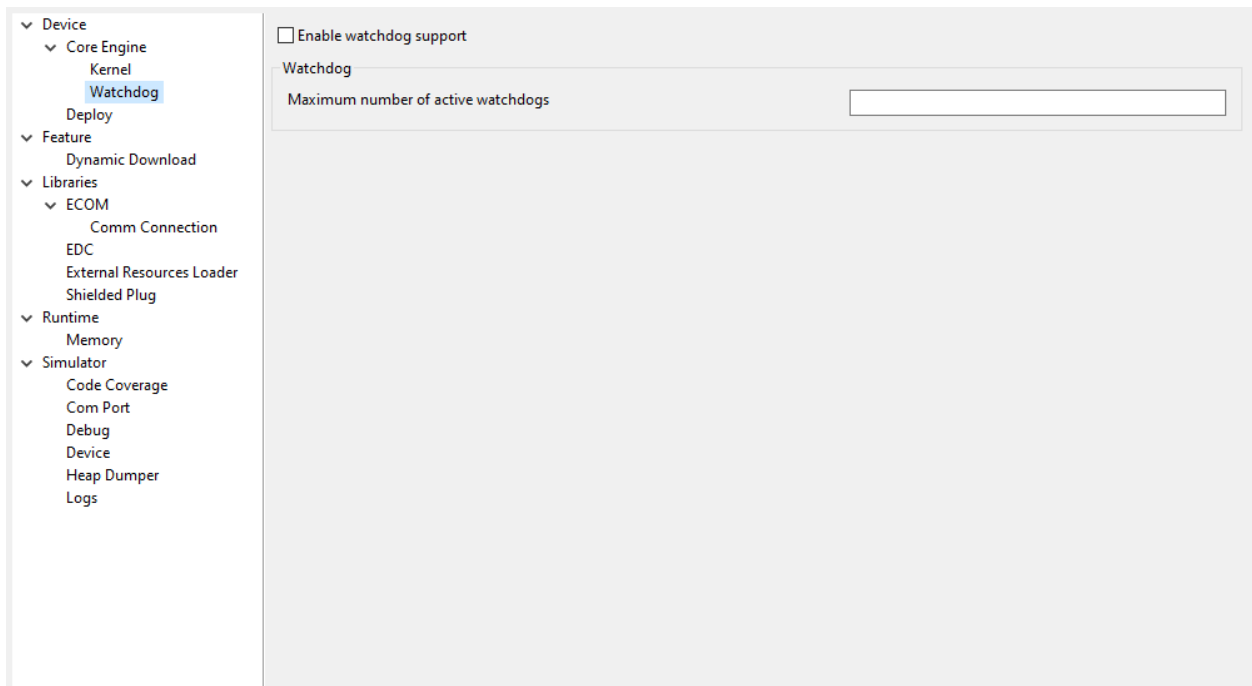 Device
Core Engine
Kernel
Watchdog
Deploy
Feature
Dynamic Download
Libraries
ECOM
Comm Connection
EDC
External Resources Loader
Shielded Plug
Runtime
Memory
Simulator
Code Coverage
Com Port
Debug
Device
Heap Dumper
Logs
Enable watchdog support
Watchdog
Maximum number of active watchdogs